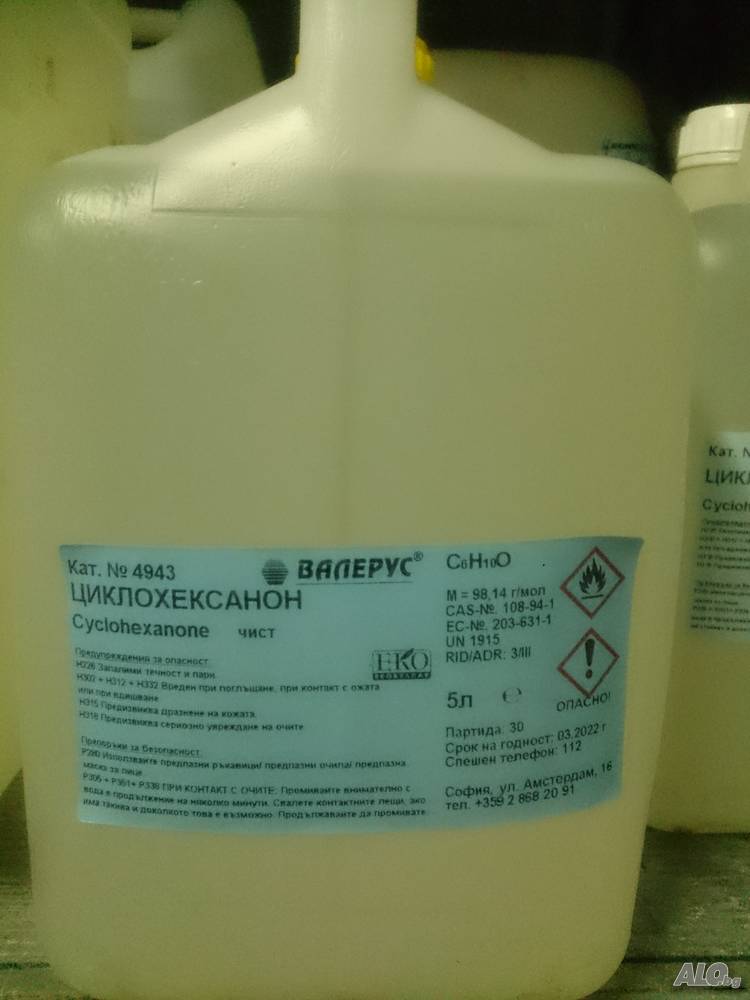 Кат. № 4943
ВАЛЕРУС®
C6H10O
ЦИКЛОХЕКСАНОН
Cyclohexanone чист
M = 98,14 г/мол
CAS-№. 108-94-1
EC-№. 203-631-1
UN 1915
RID/ADR: 3/III
Предупреждения за опасност:
H226 Запалими течност и пари.
H302 + H312 + H332 Вреден при поглъщане, при контакт с кожата
или при вдишване
H315 Предизвиква дразнене на кожата.
H318 Предизвиква сериозно увреждане на очите.
ЕКО
5л ℮
ОПАСНО!
Препоръки за безопасност:
P280 Използвайте предпазни ръкавици/ предпазни очила/ предпазна
маска за лице.
P305 + P351+ P338 ПРИ КОНТАКТ С ОЧИТЕ: Промивайте внимателно с
вода в продължение на няколко минути. Свалете контактните лещи, ако
има такива и доколкото това е възможно. Продължавайте да промивате.
Партида: 30
Срок на годност: 03.2022 г
Спешен телефон: 112
София, ул. Амстердам, 16
тел. +359 2 868 20 91
Кат. №
ЦИКЛ
Cycloh
ALO.bg